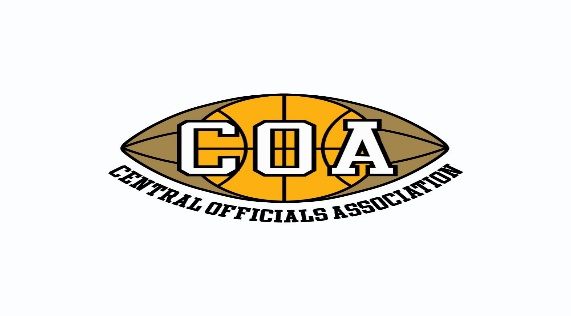 COA
CENTRAL OFFICIALS ASSOCIATION